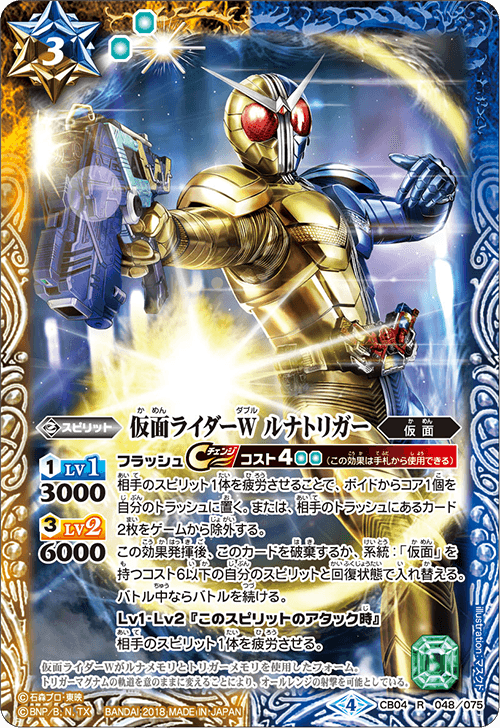 3
スピリット
仮面ライダーW ルナトリガー
かめん
ダブル
仮面
かめん
フラッシュ チェンジ コスト4 (この効果は手札から使用できる)
1 LV1
3000
3 LV2
6000
相手のスピリット1体を疲労させることで、ボイドからコア1個を
自分のトラッシュに置く。または、相手のトラッシュにあるカード
2枚をゲームから除外する。
この効果発揮後、このカードを破棄するか、系統:「仮面」を
持つコスト6以下の自分のスピリットと回復状態で入れ替える。
バトル中ならバトルを続ける。
Lv1・Lv2『このスピリットのアタック時』
相手のスピリット1体を疲労させる。
仮面ライダーWがルナメモリとトリガーメモリを使用したフォーム。
トリガーマグナムの軌道を意のままに変えることにより、オールレンジの射撃を可能としている。
©石森プロ・東映
©BNP/B, N, TX BANDAI 2018 MADE IN JAPAN
4 CB04 R 048/075